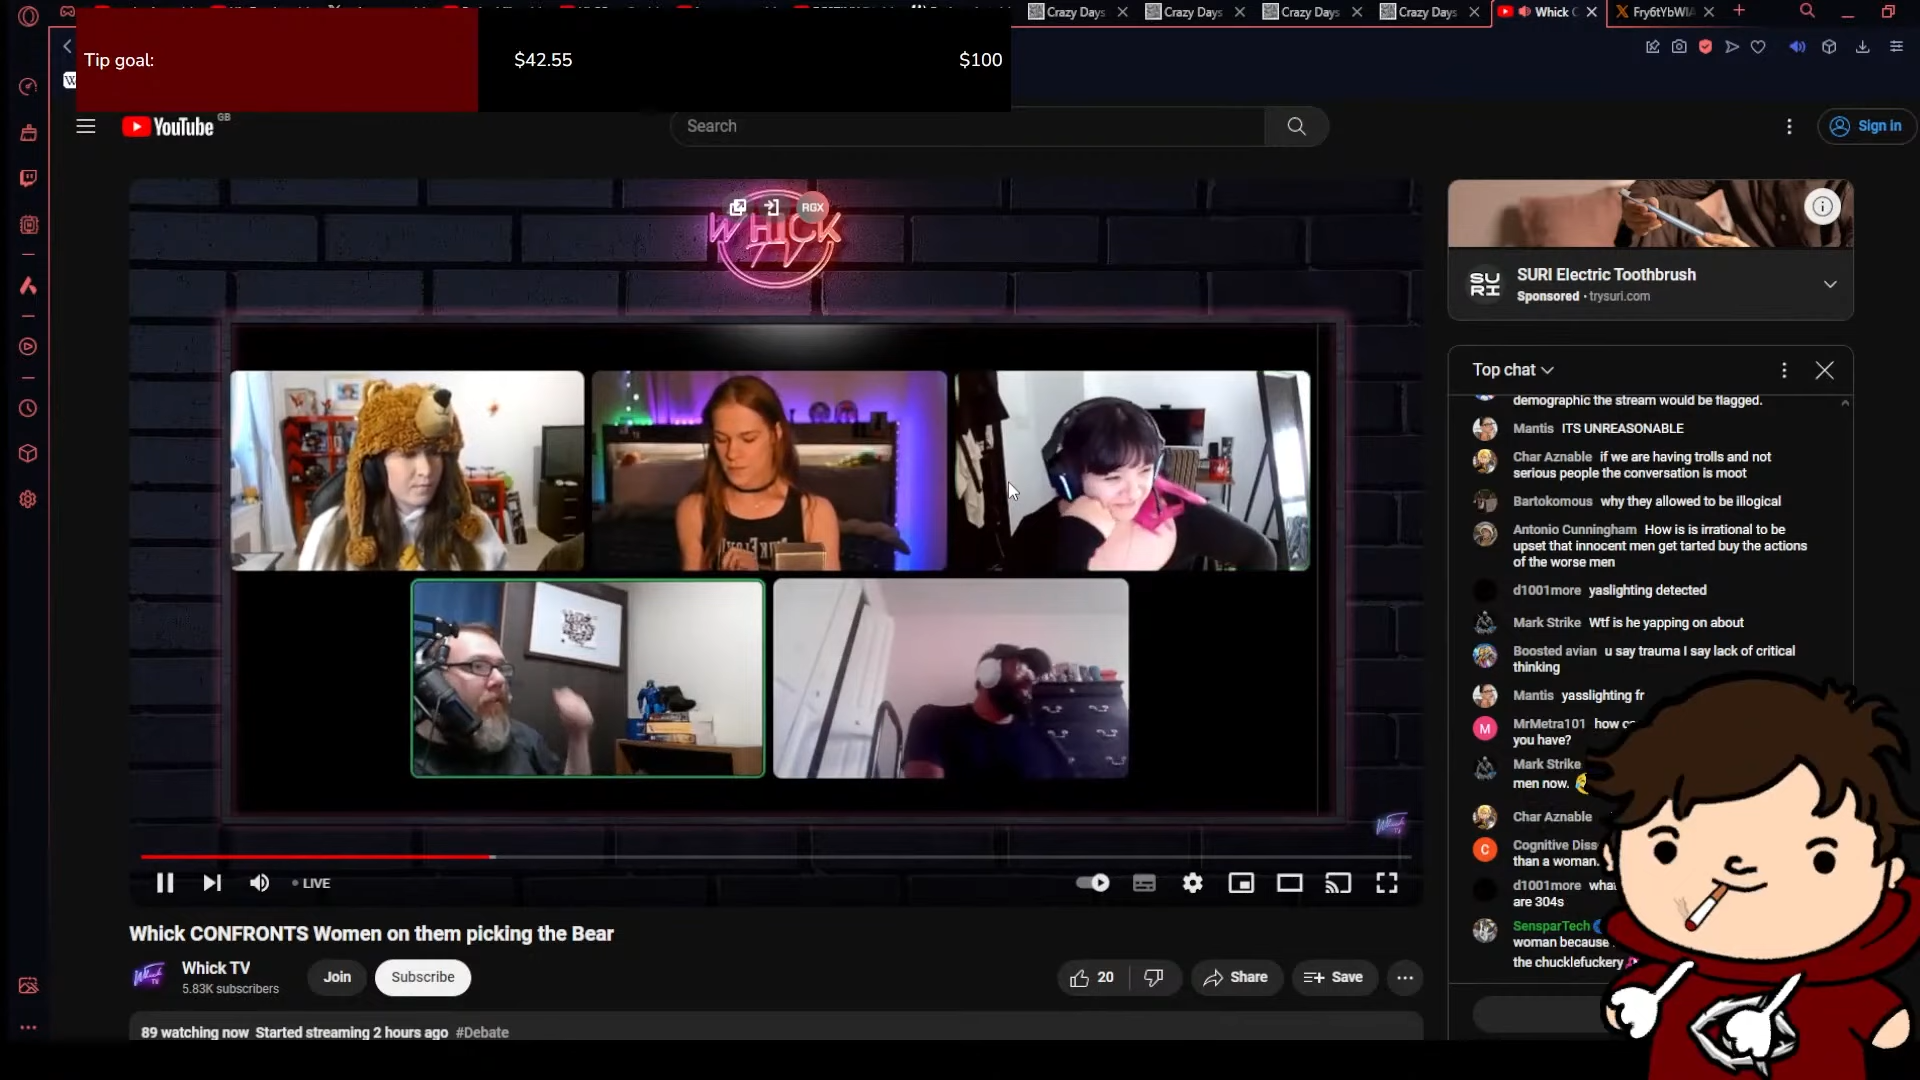 Crazy Days
Crazy Days
Crazy Days
Crazy Days
Whick C
Fry6tYbWIA
Tip goal:
$42.55
$100
YouTube GB
Search
Sign in
WHICK
TV
RGX
SURI Electric Toothbrush
Sponsored · trysuri.com
SU
RI
Top chat
demographic the stream would be flagged.
Mantis ITS UNREASONABLE
Char Aznable if we are having trolls and not
serious people the conversation is moot
Bartokomous why they allowed to be illogical
Antonio Cunningham How is is irrational to be
upset that innocent men get tarted buy the actions
of the worse men
d1001more yaslighting detected
Mark Strike Wtf is he yapping on about
Boosted avian u say trauma I say lack of critical
thinking
Mantis yasslighting fr
M
MrMetra101 how
you have?
Mark Strike
men now.
Char Aznable
C
Cognitive Diss
than a woman.
d1001more wha
are 304s
SensparTech
woman because
the chucklefuckery
LIVE
Whick CONFRONTS Women on them picking the Bear
Whick TV
5.83K subscribers
Join
Subscribe
20
Share
Save
89 watching now Started streaming 2 hours ago #Debate